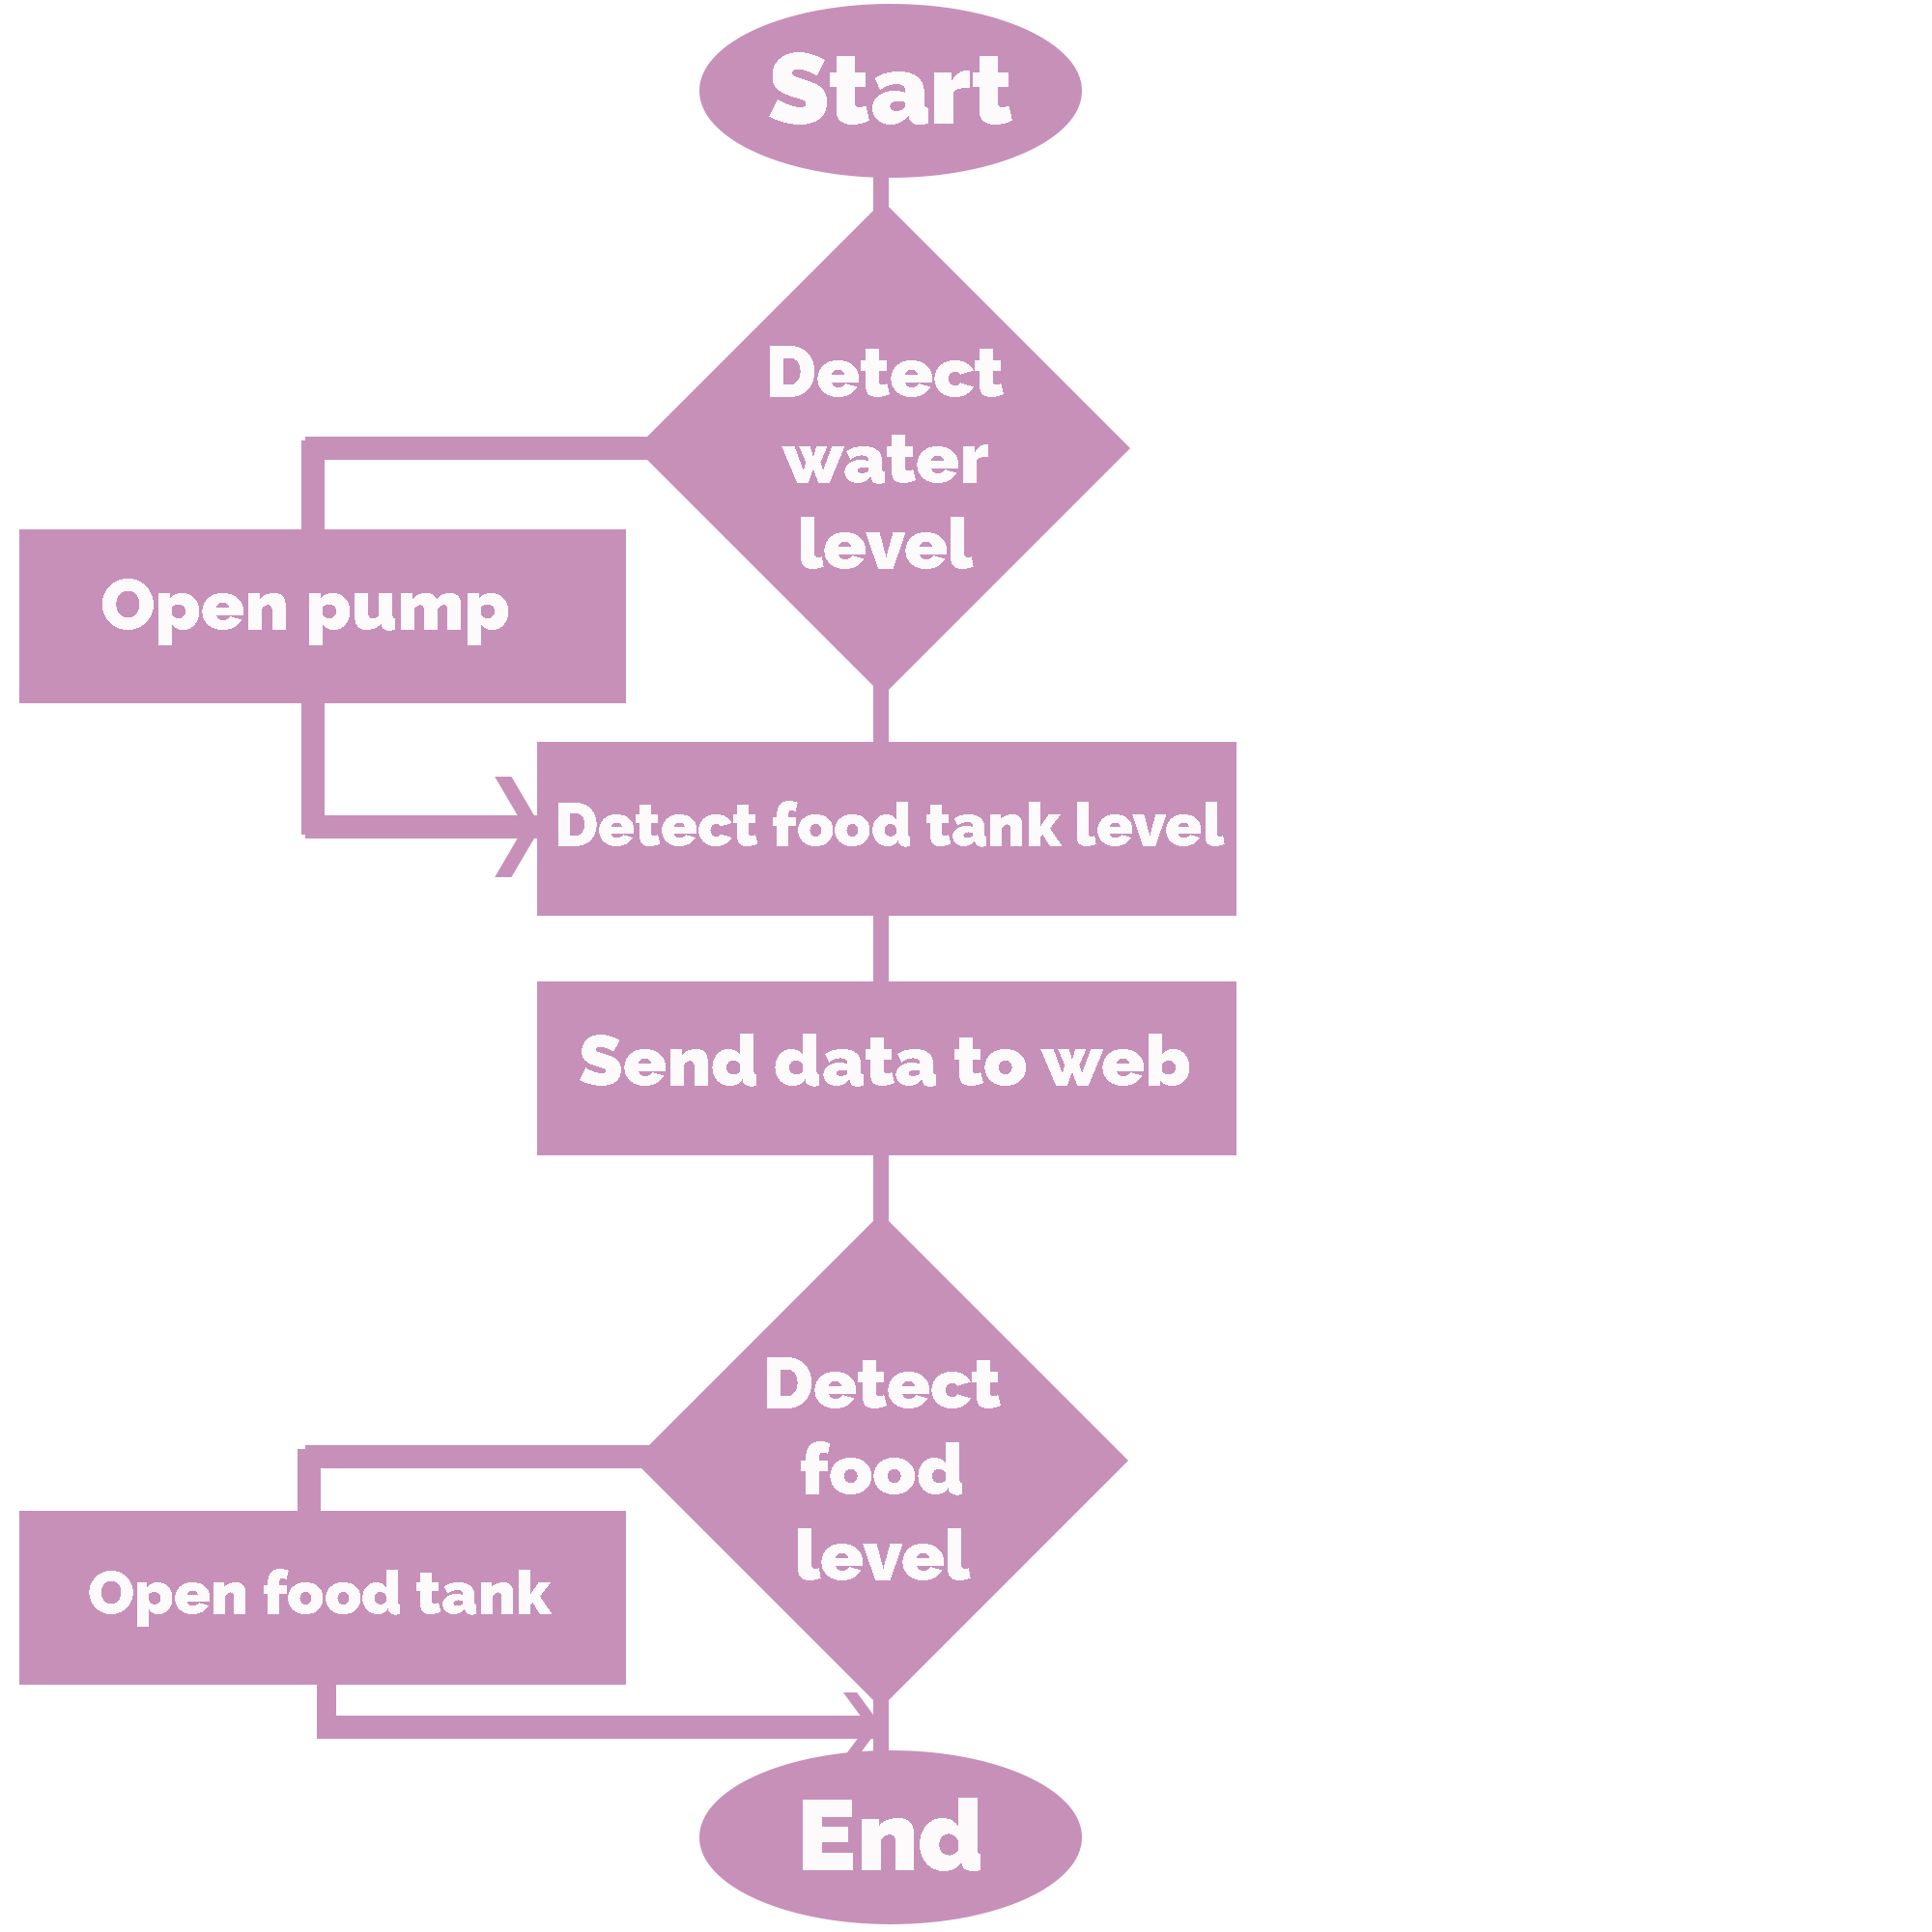 Start
Detect
water
level
Open pump
Detect food tank level
Send data to web
Detect
food
level
Open food tank
End